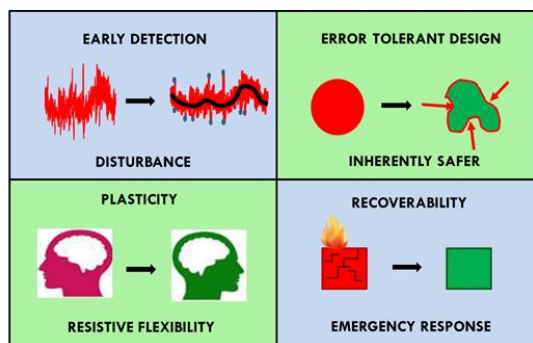 EARLY DETECTION
DISTURBANCE
ERROR TOLERANT DESIGN
INHERENTLY SAFER
PLASTICITY
RESISTIVE FLEXIBILITY
RECOVERABILITY
EMERGENCY RESPONSE